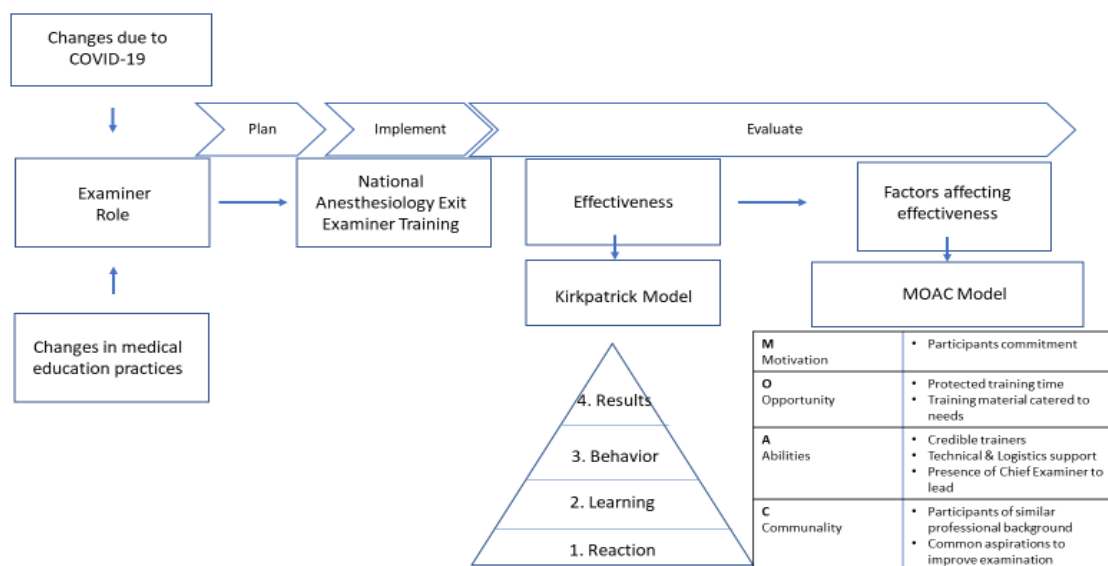 Changes due to
COVID-19
Plan
Implement
Evaluate
Examiner
Role
National
Anesthesiology Exit
Examiner Training
Effectiveness
Factors affecting
effectiveness
Kirkpatrick Model
MOAC Model
Changes in medical
education practices
4. Results
3. Behavior
2. Learning
1. Reaction
M
Motivation
• Participants commitment
O
Opportunity
• Protected training time
• Training material catered to
needs
A
Abilities
• Credible trainers
• Technical & Logistics support
• Presence of Chief Examiner to
lead
C
Communality
• Participants of similar
professional background
• Common aspirations to
improve examination